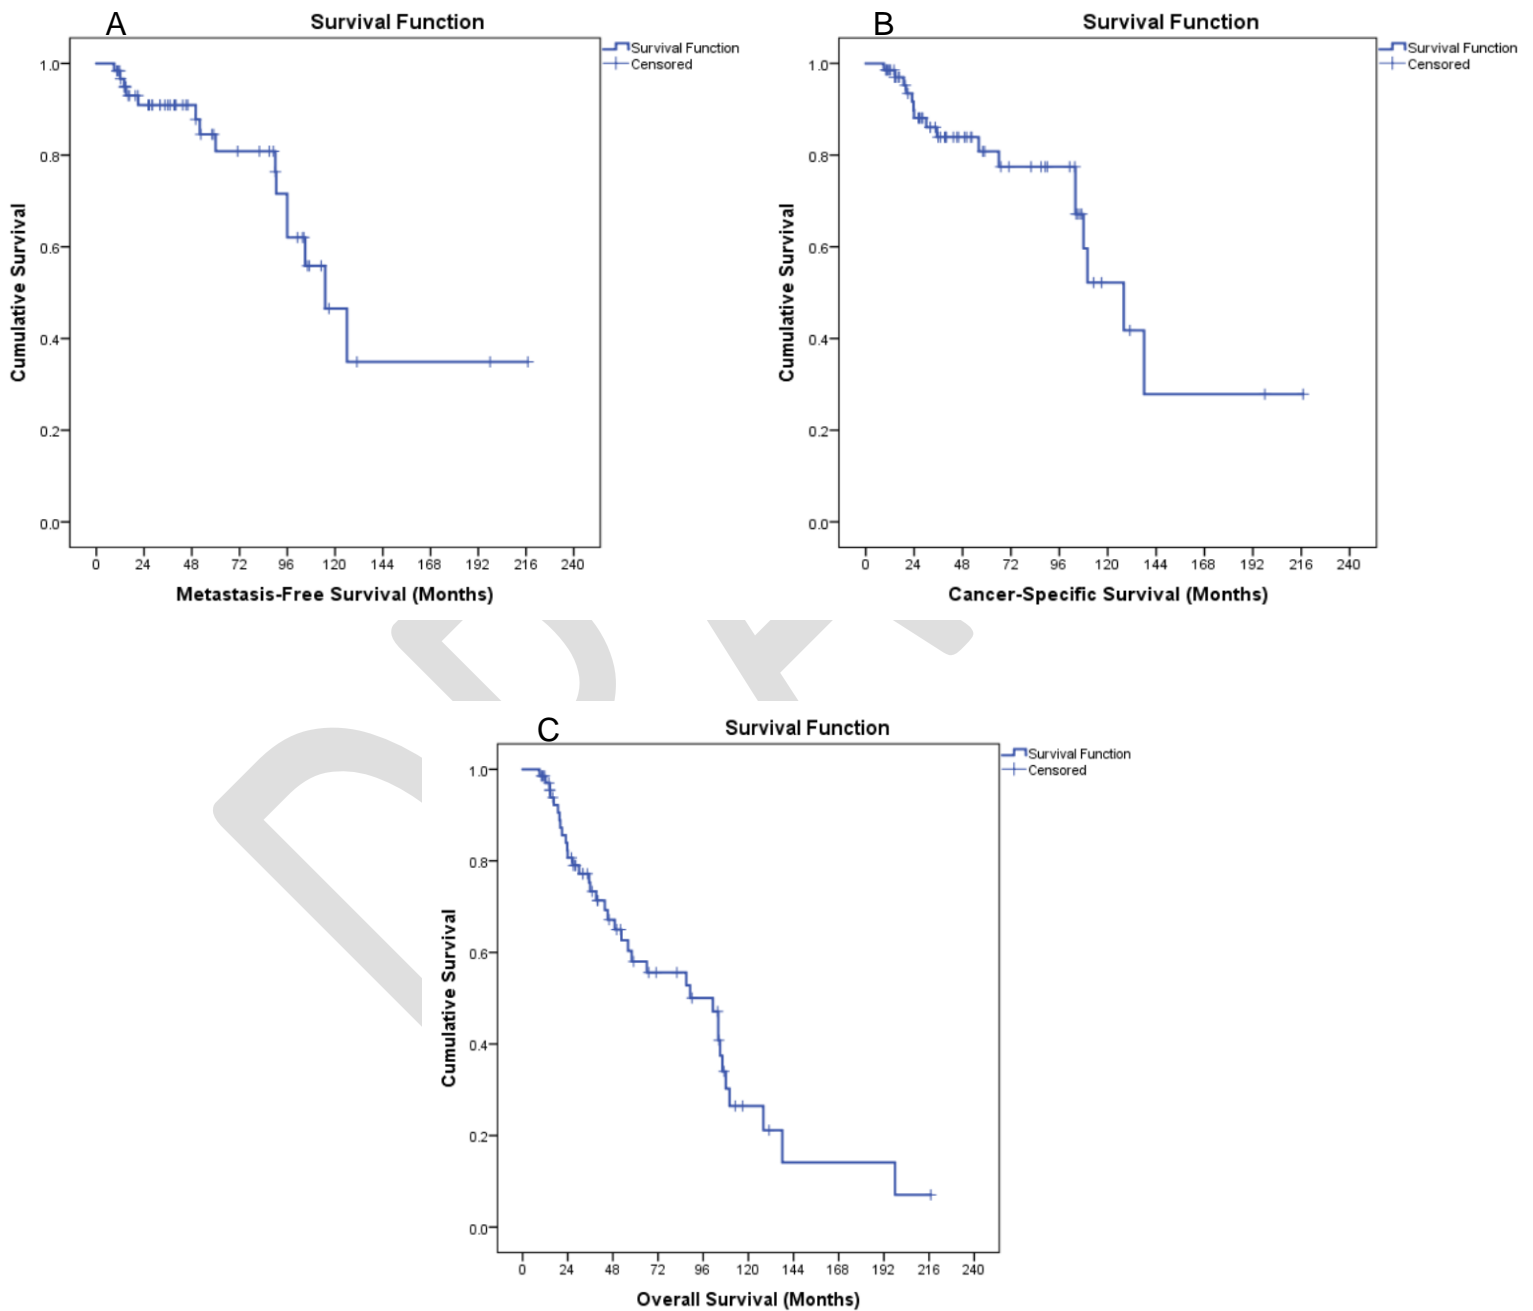 A
Survival Function
Survival Function
Censored
Cumulative Survival
1.0
0.8
0.6
0.4
0.2
0.0
0 24 48 72 96 120 144 168 192 216 240
Metastasis-Free Survival (Months)
B
Survival Function
Survival Function
Censored
Cumulative Survival
1.0
0.8
0.6
0.4
0.2
0.0
0 24 48 72 96 120 144 168 192 216 240
Cancer-Specific Survival (Months)
C
Survival Function
Survival Function
Censored
Cumulative Survival
1.0
0.8
0.6
0.4
0.2
0.0
0 24 48 72 96 120 144 168 192 216 240
Overall Survival (Months)